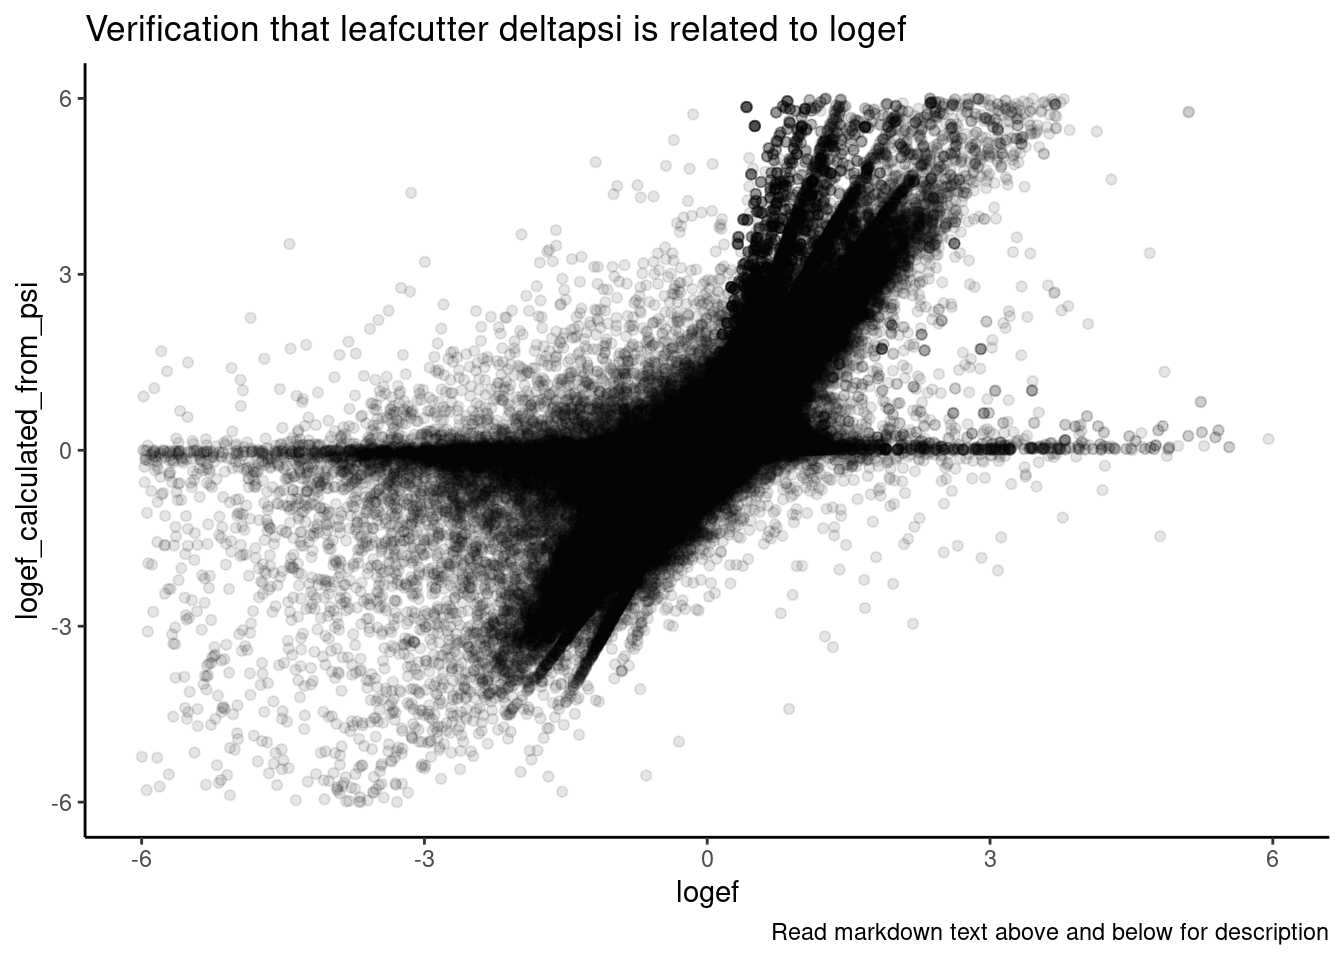 Verification that leafcutter deltapsi is related to logef
logef_calculated_from_psi
6
3
0
-3
-6
-6
-3
0
3
6
logef
Read markdown text above and below for description